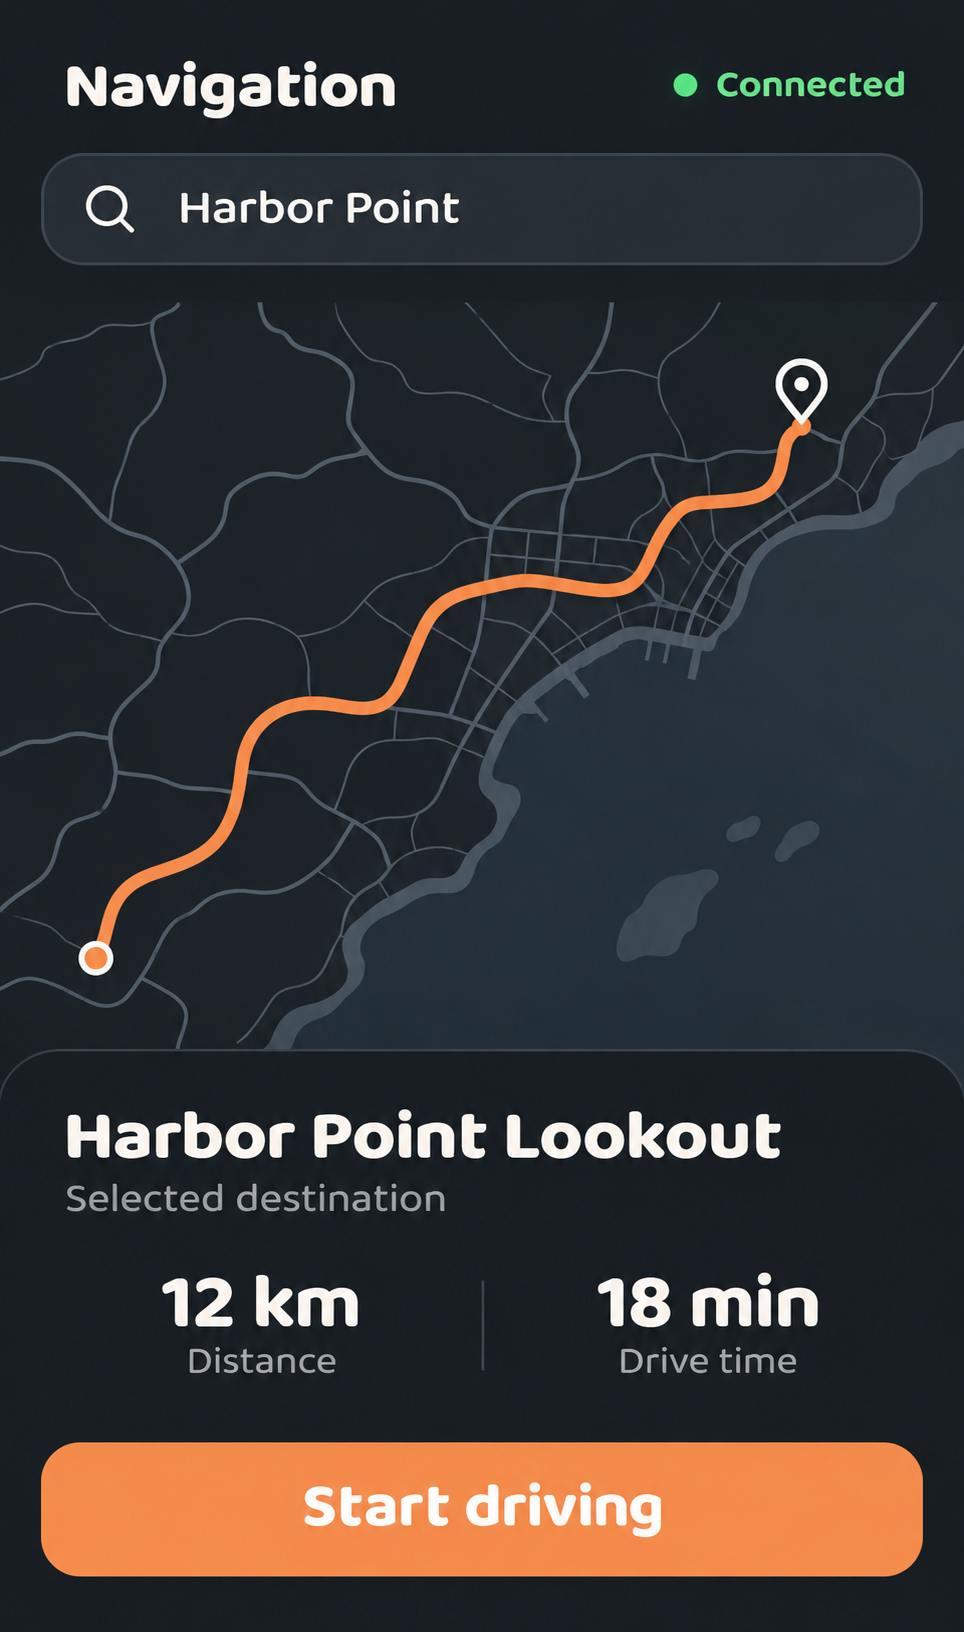 Navigation
Connected
Harbor Point
Harbor Point Lookout
Selected destination
12 km
Distance
18 min
Drive time
Start driving